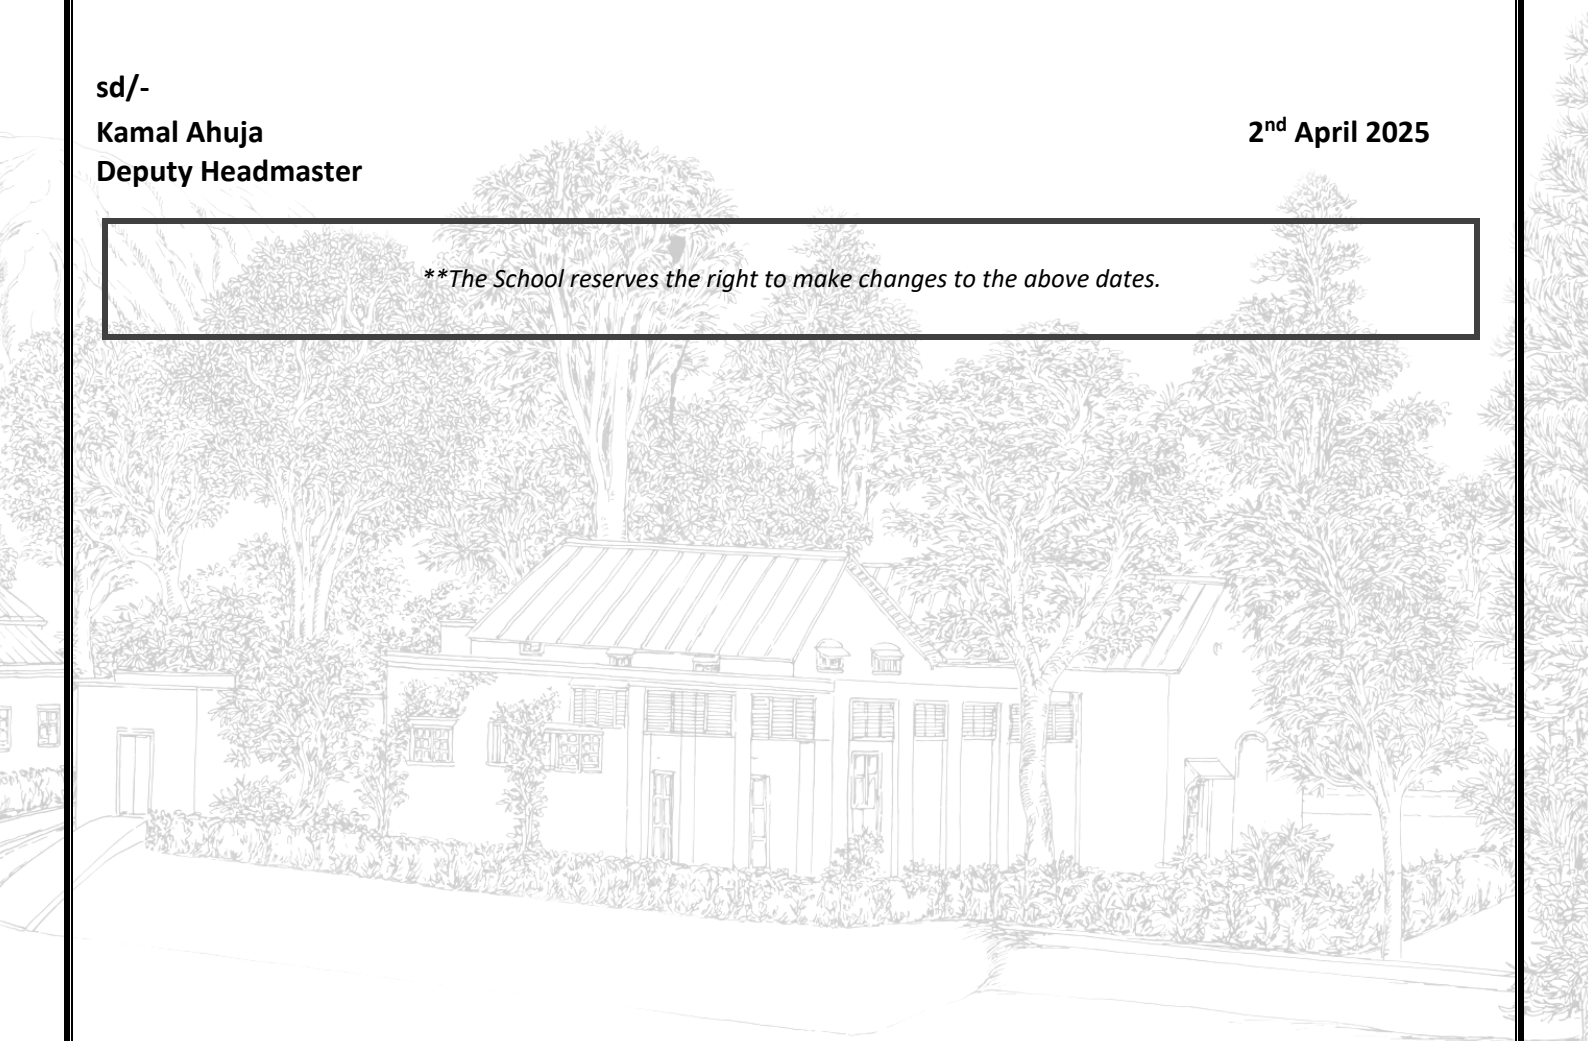 sd/-
Kamal Ahuja 2nd April 2025
Deputy Headmaster
**The School reserves the right to make changes to the above dates.